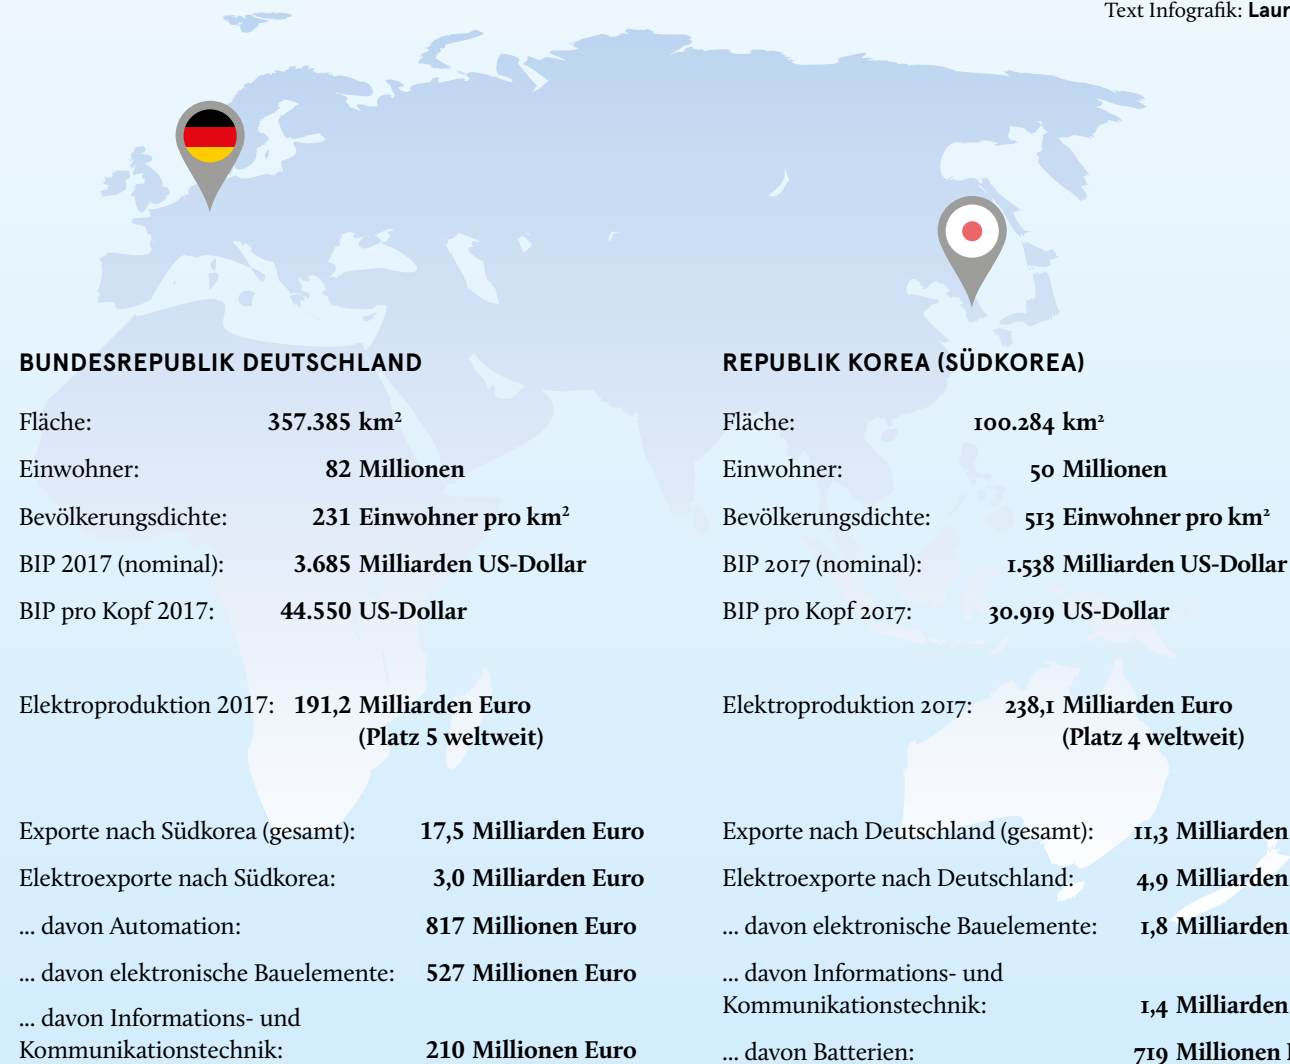 Text Infografik: Laur
BUNDESREPUBLIK DEUTSCHLAND
Fläche: 357.385 km²
Einwohner: 82 Millionen
Bevölkerungsdichte: 231 Einwohner pro km²
BIP 2017 (nominal): 3.685 Milliarden US-Dollar
BIP pro Kopf 2017: 44.550 US-Dollar
Elektroproduktion 2017: 191,2 Milliarden Euro
(Platz 5 weltweit)
Exporte nach Südkorea (gesamt): 17,5 Milliarden Euro
Elektroexporte nach Südkorea: 3,0 Milliarden Euro
... davon Automation: 817 Millionen Euro
... davon elektronische Bauelemente: 527 Millionen Euro
... davon Informations- und
Kommunikationstechnik: 210 Millionen Euro
REPUBLIK KOREA (SÜDKOREA)
Fläche: 100.284 km²
Einwohner: 50 Millionen
Bevölkerungsdichte: 513 Einwohner pro km²
BIP 2017 (nominal): 1.538 Milliarden US-Dollar
BIP pro Kopf 2017: 30.919 US-Dollar
Elektroproduktion 2017: 238,1 Milliarden Euro
(Platz 4 weltweit)
Exporte nach Deutschland (gesamt): 11,3 Milliarden
Elektroexporte nach Deutschland: 4,9 Milliarden
... davon elektronische Bauelemente: 1,8 Milliarden
... davon Informations- und
Kommunikationstechnik: 1,4 Milliarden
... davon Batterien: 719 Millionen